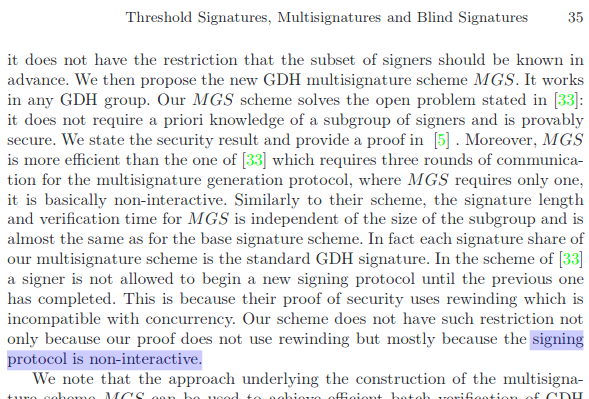 Threshold Signatures, Multisignatures and Blind Signatures 35
it does not have the restriction that the subset of signers should be known in
advance. We then propose the new GDH multisignature scheme MGS. It works
in any GDH group. Our MGS scheme solves the open problem stated in [33]:
it does not require a priori knowledge of a subgroup of signers and is provably
secure. We state the security result and provide a proof in [5] . Moreover, MGS
is more efficient than the one of [33] which requires three rounds of communica-
tion for the multisignature generation protocol, where MGS requires only one,
it is basically non-interactive. Similarly to their scheme, the signature length
and verification time for MGS is independent of the size of the subgroup and is
almost the same as for the base signature scheme. In fact each signature share of
our multisignature scheme is the standard GDH signature. In the scheme of [33]
a signer is not allowed to begin a new signing protocol until the previous one
has completed. This is because their proof of security uses rewinding which is
incompatible with concurrency. Our scheme does not have such restriction not
only because our proof does not use rewinding but mostly because the signing
protocol is non-interactive.
We note that the approach underlying the construction of the multisigna-
ture scheme MGS can be used to achieve efficient batch verification of GDH